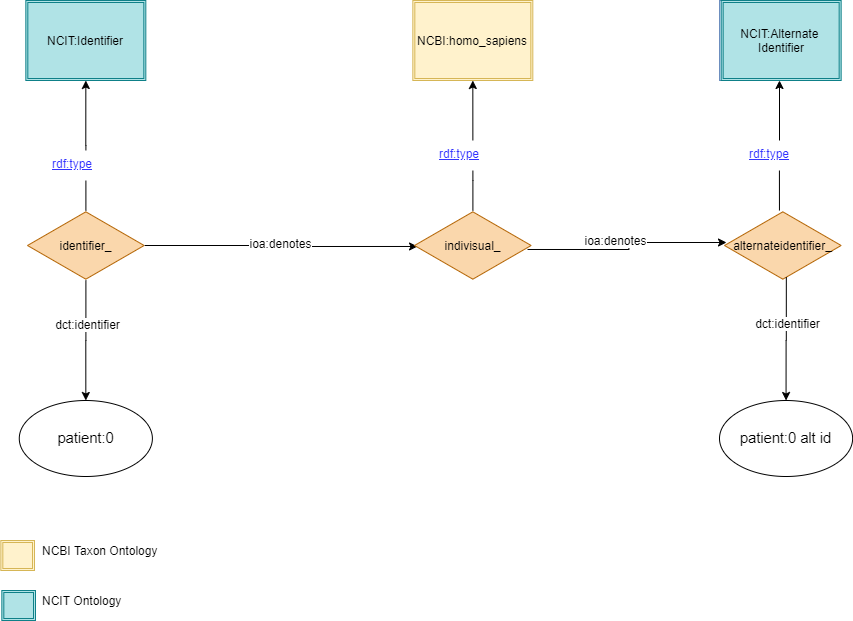 NCIT:Identifier
NCBI:homo_sapiens
NCIT:Alternate
Identifier
rdf:type
rdf:type
rdf:type
identifier_
ioa:denotes
indivisual_
ioa:denotes
alternateidentifier_
dct:identifier
dct:identifier
patient:0
patient:0 alt id
NCBI Taxon Ontology
NCIT Ontology